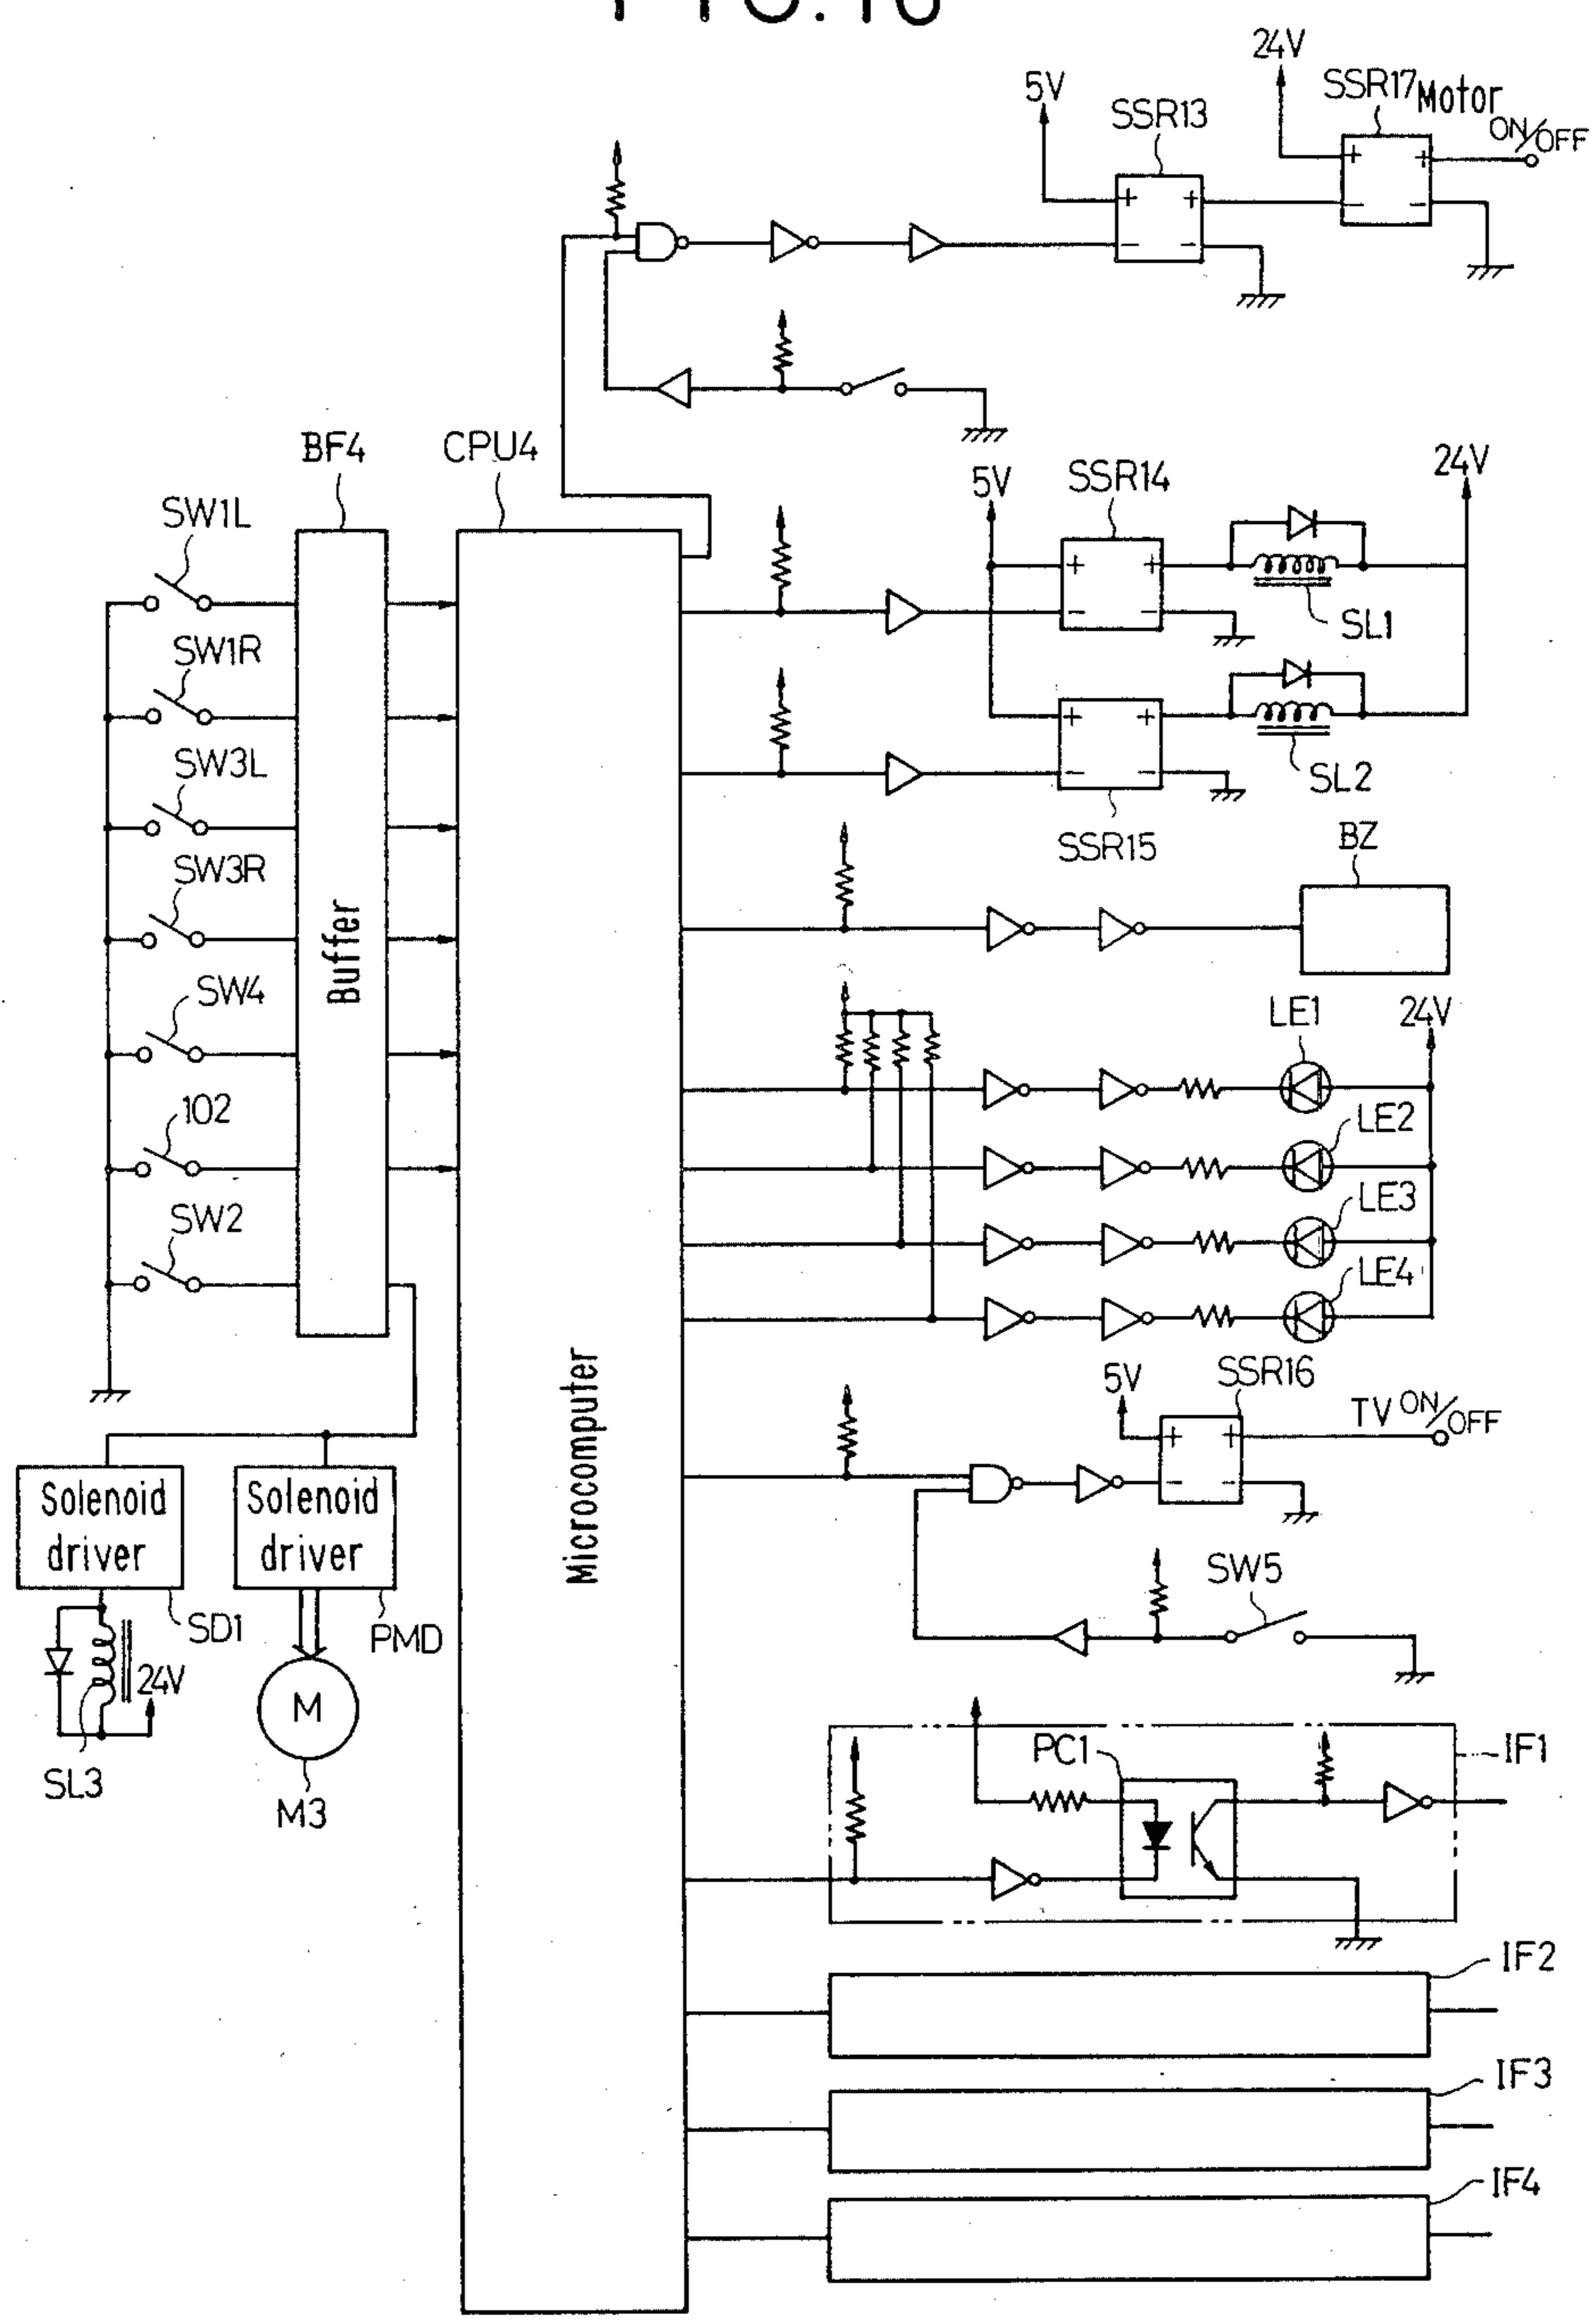 24V
5V
SSR17
Motor ON/OFF
SSR13
+ +
- -
+ +
- -
BF4
CPU4
SSR14
24V
5V
SW1L
+ +
- -
SL1
SW1R
SW3L
+ +
- -
SL2
SSR15
BZ
SW3R
Buffer
SW4
LE1
24V
102
LE2
LE3
SW2
LE4
Microcomputer
5V
SSR16
TV ON/OFF
+ +
- -
Solenoid
driver
Solenoid
driver
SW5
SD1
PMD
24V
M
SL3
M3
PC1
IF1
IF2
IF3
IF4